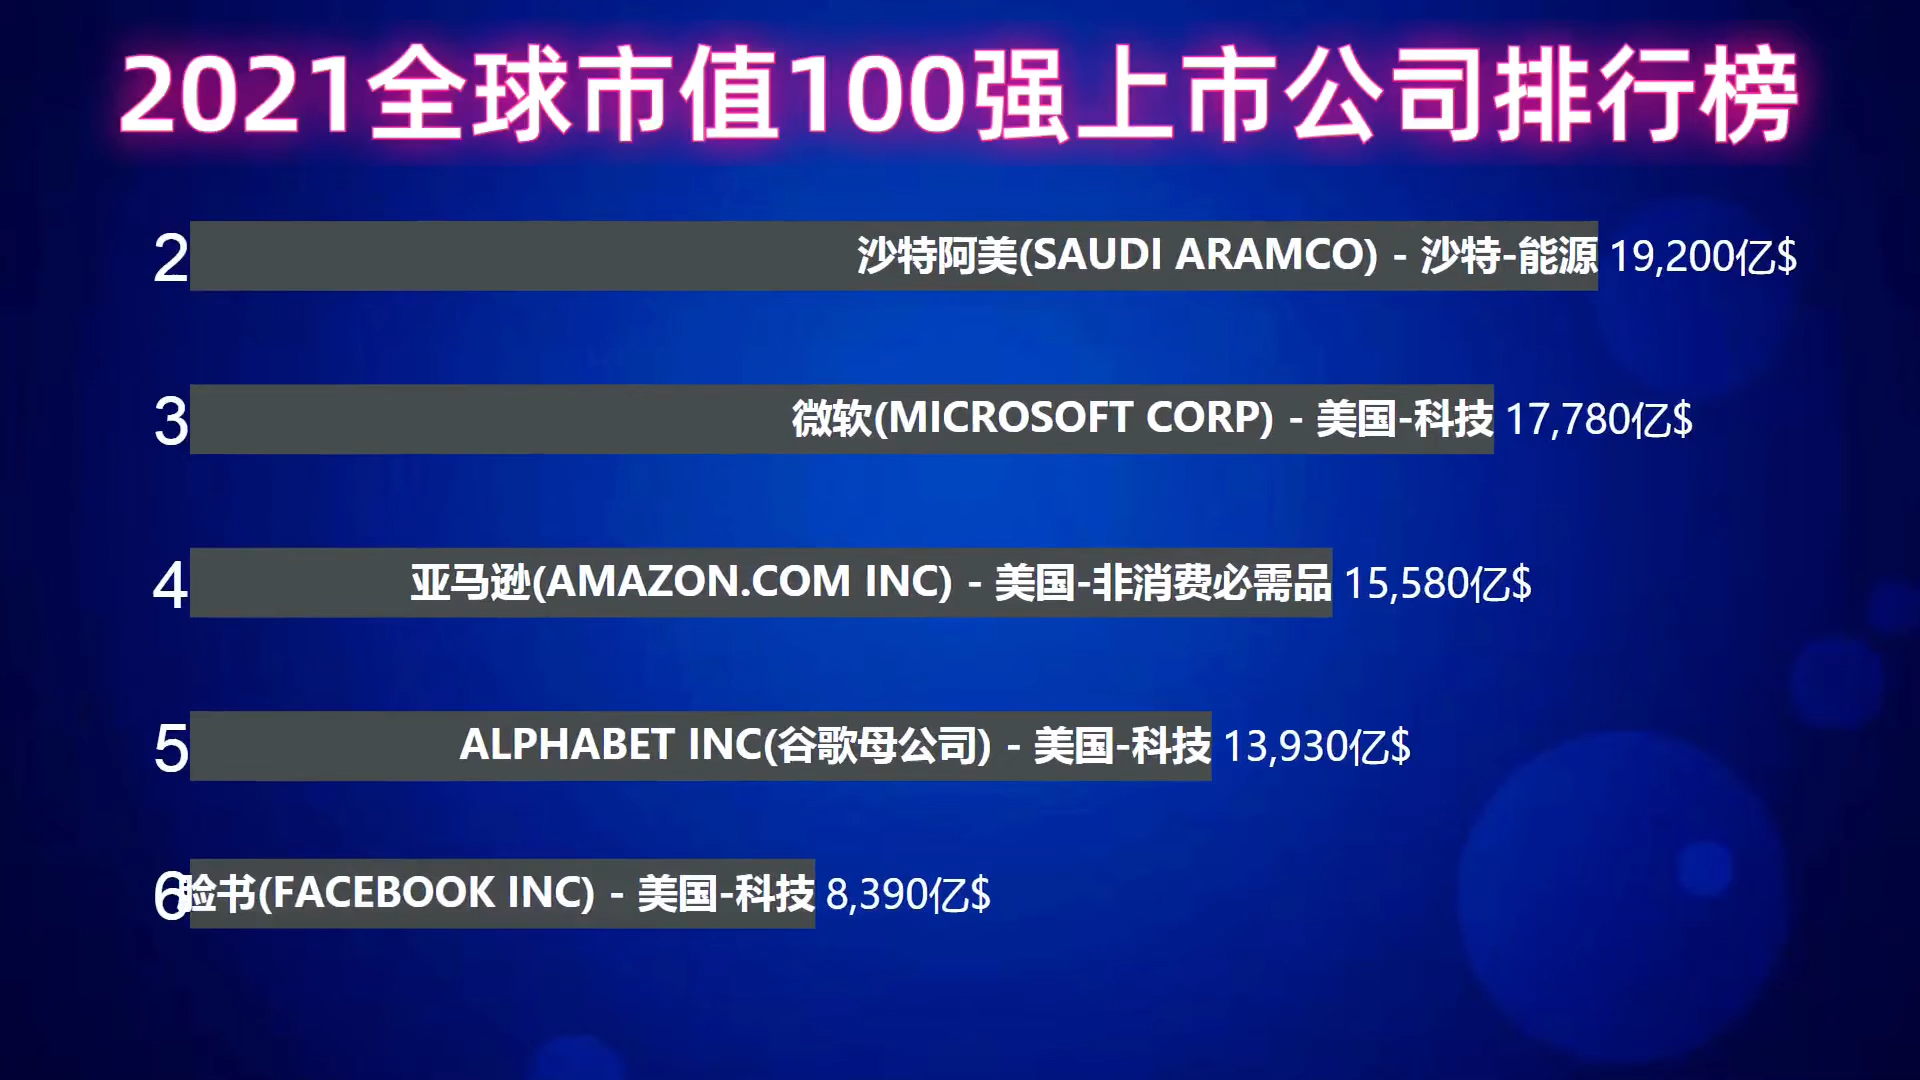 2021全球市值100强上市公司排行榜
2 沙特阿美(SAUDI ARAMCO) - 沙特-能源 19,200亿$
3 微软(MICROSOFT CORP) - 美国-科技 17,780亿$
4 亚马逊(AMAZON.COM INC) - 美国-非消费必需品 15,580亿$
5 ALPHABET INC(谷歌母公司) - 美国-科技 13,930亿$
6 脸书(FACEBOOK INC) - 美国-科技 8,390亿$